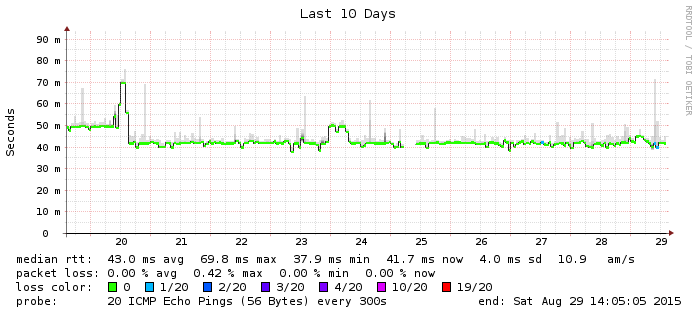 Last 10 Days
RRDTOOL / TOBI OETIKER
Seconds
90 m
80 m
70 m
60 m
50 m
40 m
30 m
20 m
10 m
0
20 21 22 23 24 25 26 27 28 29
median rtt: 43.0 ms avg 69.8 ms max 37.9 ms min 41.7 ms now 4.0 ms sd 10.9 am/s
packet loss: 0.00 % avg 0.42 % max 0.00 % min 0.00 % now
loss color: 0 1/20 2/20 3/20 4/20 10/20 19/20
probe: 20 ICMP Echo Pings (56 Bytes) every 300s end: Sat Aug 29 14:05:05 2015